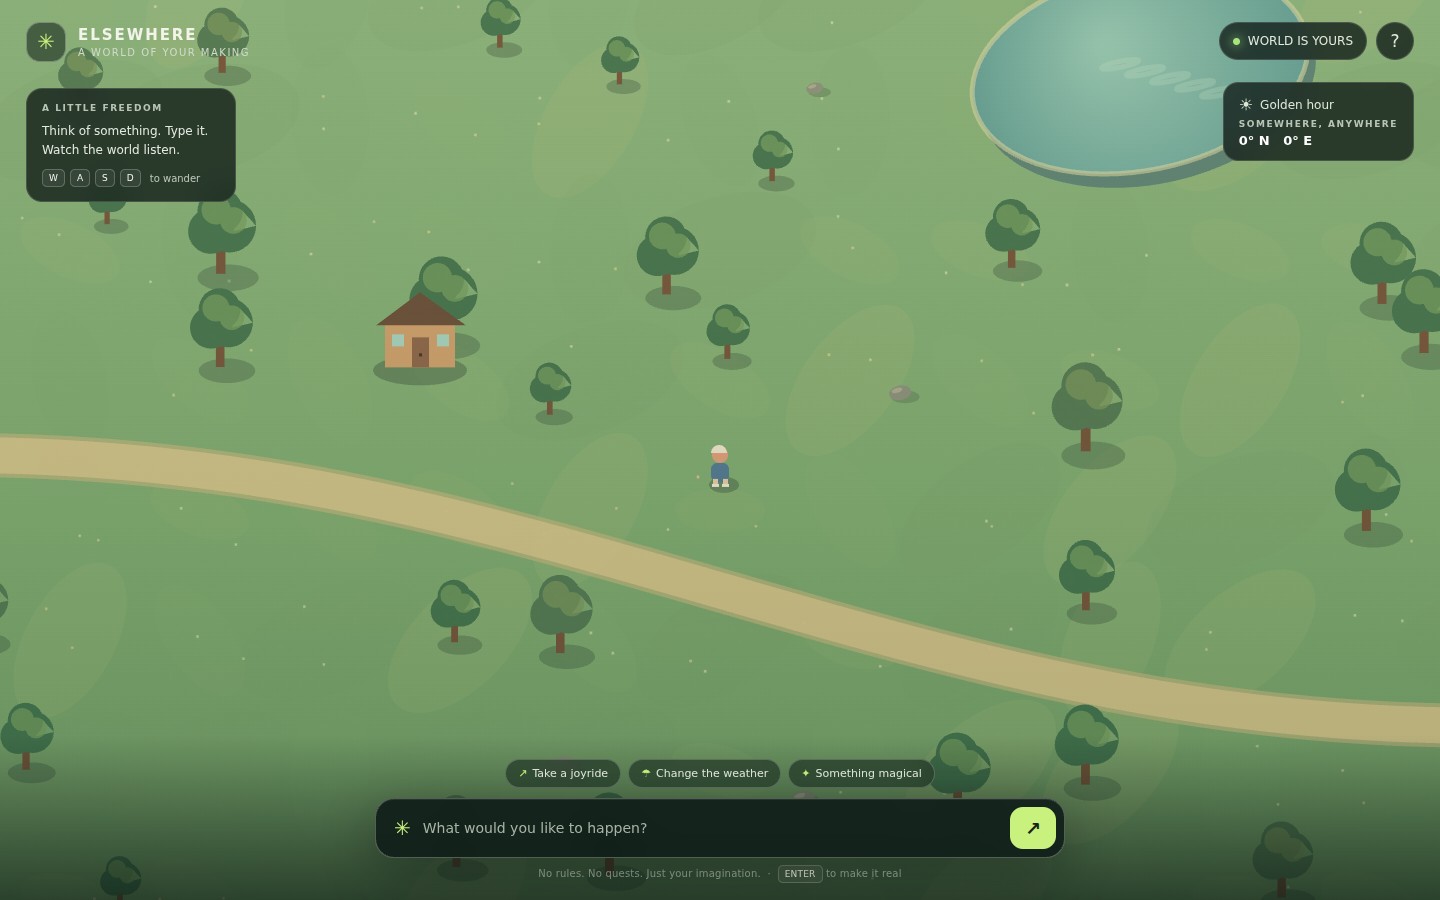 ELSEWHERE
A WORLD OF YOUR MAKING
WORLD IS YOURS
?
A LITTLE FREEDOM
Think of something. Type it.
Watch the world listen.
W A S D to wander
Golden hour
SOMEWHERE, ANYWHERE
0° N 0° E
Take a joyride
Change the weather
Something magical
What would you like to happen?
No rules. No quests. Just your imagination. · ENTER to make it real